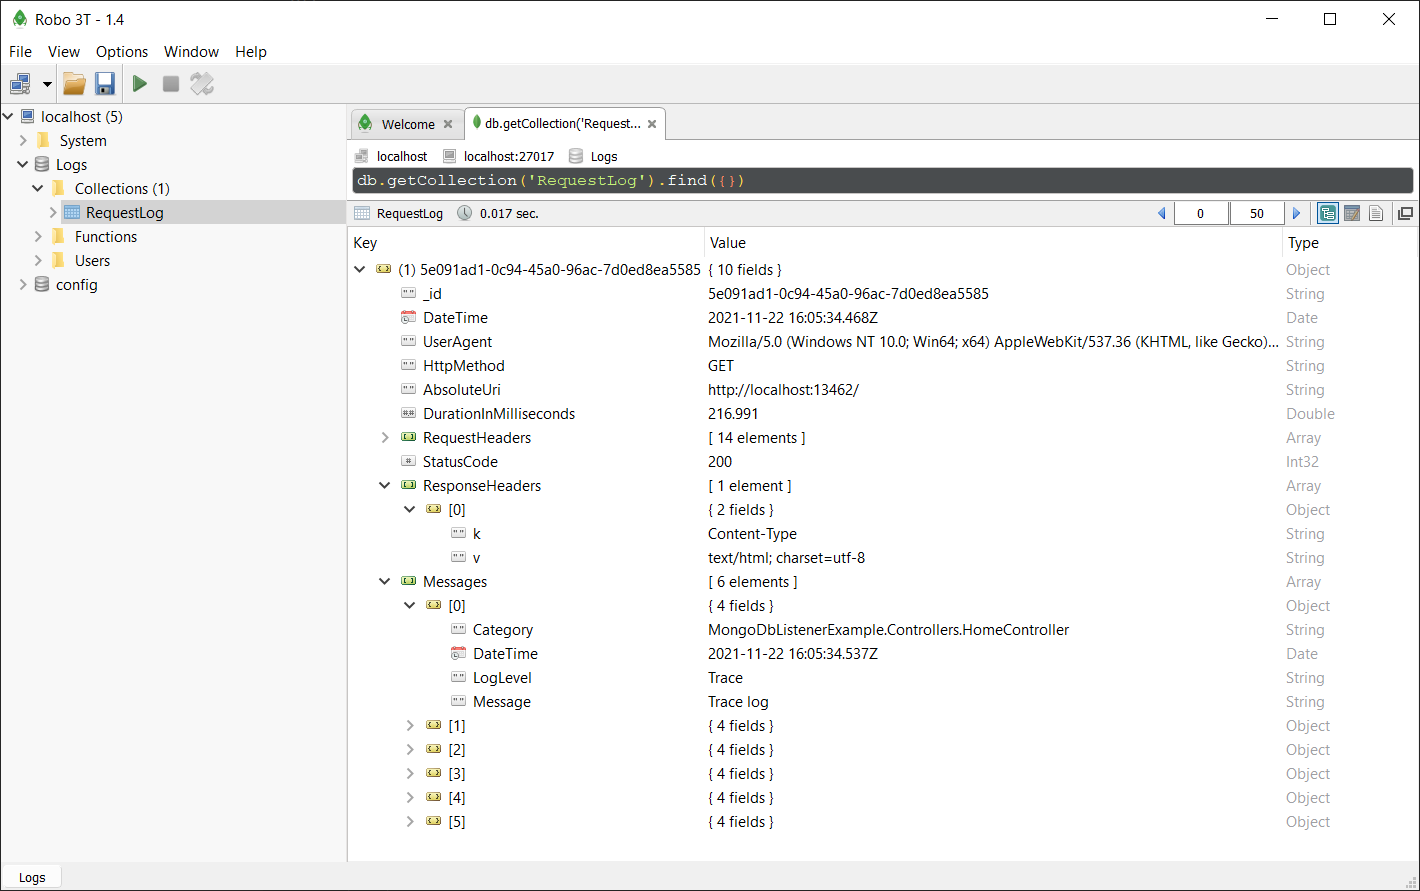 Robo 3T - 1.4
File View Options Window Help
localhost (5)
System
Logs
Collections (1)
RequestLog
Functions
Users
config
Welcome
db.getCollection('Request...
localhost localhost:27017 Logs
db.getCollection('RequestLog').find({})
RequestLog 0.017 sec. 0 50
Key Value Type
(1) 5e091ad1-0c94-45a0-96ac-7d0ed8ea5585 { 10 fields } Object
_id 5e091ad1-0c94-45a0-96ac-7d0ed8ea5585 String
DateTime 2021-11-22 16:05:34.468Z Date
UserAgent Mozilla/5.0 (Windows NT 10.0; Win64; x64) AppleWebKit/537.36 (KHTML, like Gecko)... String
HttpMethod GET String
AbsoluteUri http://localhost:13462/ String
DurationInMilliseconds 216.991 Double
RequestHeaders [ 14 elements ] Array
StatusCode 200 Int32
ResponseHeaders [ 1 element ] Array
[0] { 2 fields } Object
k Content-Type String
v text/html; charset=utf-8 String
Messages [ 6 elements ] Array
[0] { 4 fields } Object
Category MongoDbListenerExample.Controllers.HomeController String
DateTime 2021-11-22 16:05:34.537Z Date
LogLevel Trace String
Message Trace log String
[1] { 4 fields } Object
[2] { 4 fields } Object
[3] { 4 fields } Object
[4] { 4 fields } Object
[5] { 4 fields } Object
Logs